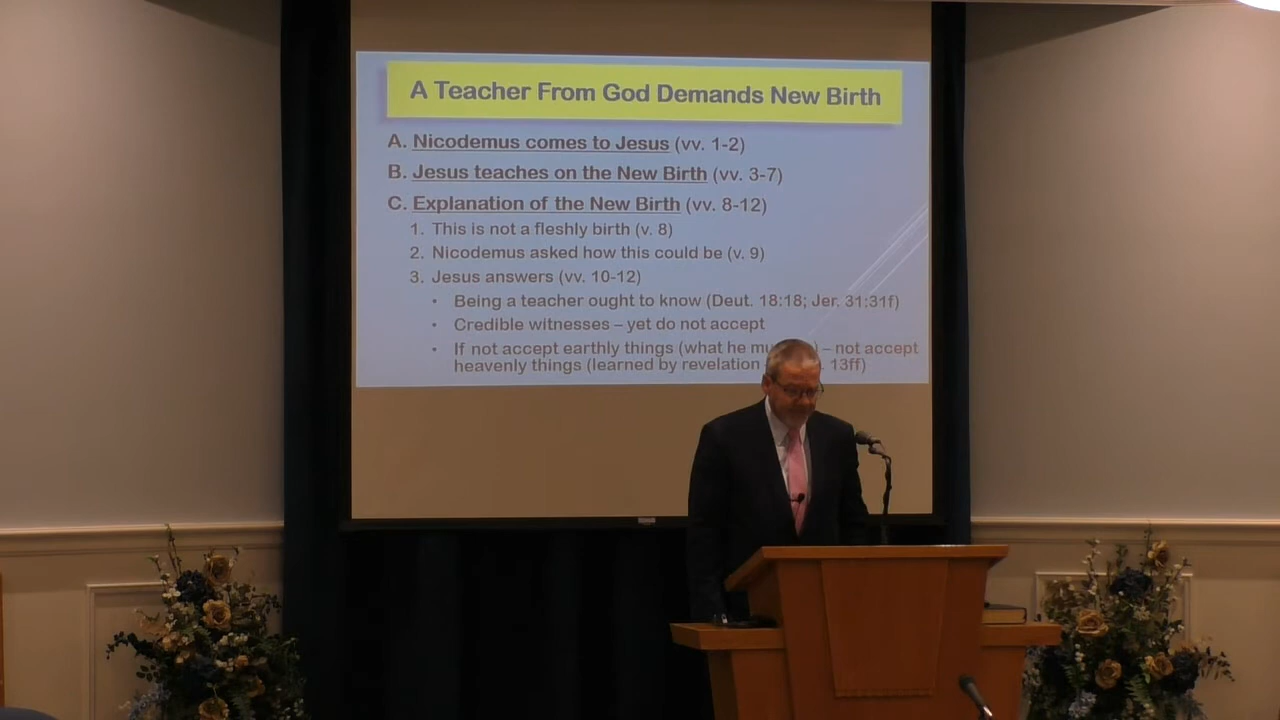 A Teacher From God Demands New Birth
A. Nicodemus comes to Jesus (vv. 1-2)
B. Jesus teaches on the New Birth (vv. 3-7)
C. Explanation of the New Birth (vv. 8-12)
1. This is not a fleshly birth (v. 8)
2. Nicodemus asked how this could be (v. 9)
3. Jesus answers (vv. 10-12)
• Being a teacher ought to know (Deut. 18:18; Jer. 31:31f)
• Credible witnesses – yet do not accept
• If not accept earthly things (what he ) – not accept
heavenly things (learned by revelation 13ff)